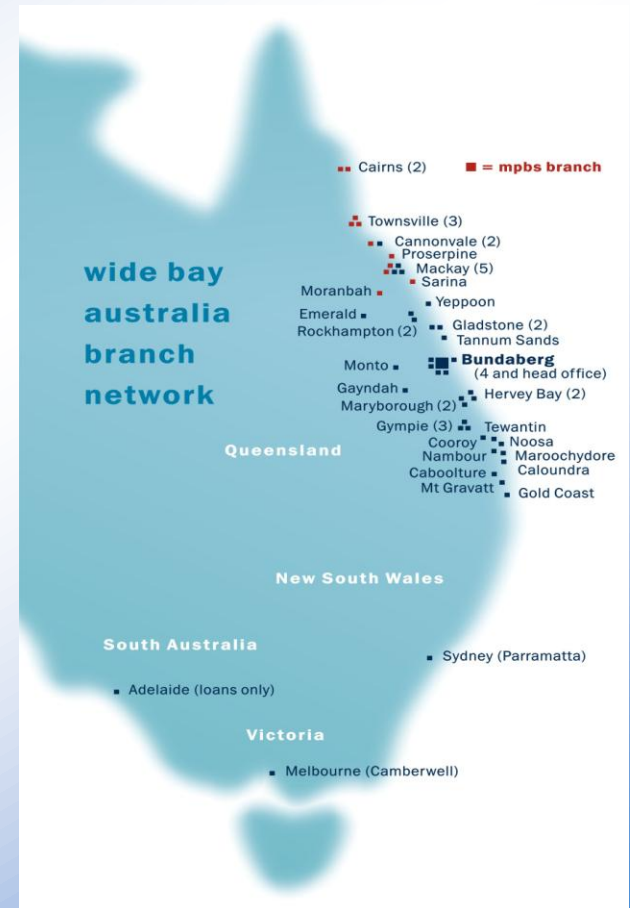 Cairns (2)
= mpbs branch
Townsville (3)
Cannonvale (2)
Proserpine
wide bay
australia
branch
network
Mackay (5)
Sarina
Moranbah
Yeppoon
Emerald
Rockhampton (2)
Gladstone (2)
Tannum Sands
Monto
Bundaberg
(4 and head office)
Gayndah
Hervey Bay (2)
Maryborough (2)
Gympie (3)
Tewantin
Queensland
Cooroy
Noosa
Nambour
Maroochydore
Caboolture
Caloundra
Mt Gravatt
Gold Coast
New South Wales
South Australia
Sydney (Parramatta)
Adelaide (loans only)
Victoria
Melbourne (Camberwell)